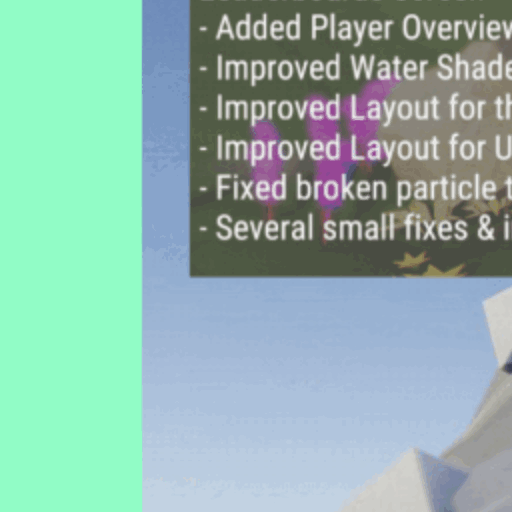 - Added Player Overview
- Improved Water Shade
- Improved Layout for th
- Improved Layout for U
- Fixed broken particle t
- Several small fixes & i